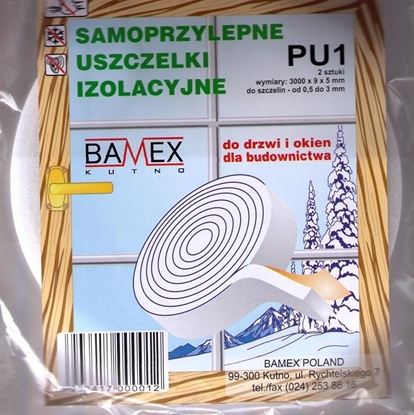 SAMOPRZYLEPNE
USZCZELKI
IZOLACYJNE
PU1
2 sztuki
wymiary: 3000 x 9 x 5 mm
do szczelin - od 0,5 do 3 mm
BAMEX
KUTNO
do drzwi i okien
dla budownictwa
417 000012
BAMEX POLAND
99-300 Kutno, ul. Rychtelskiego 7
tel./fax (024) 253 86 16